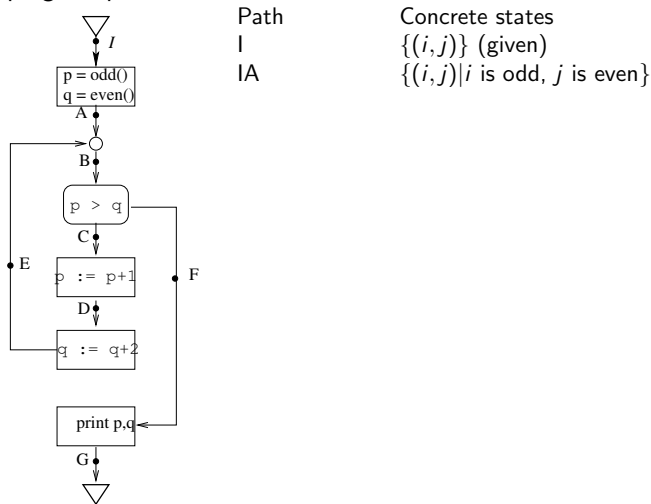 Path Concrete states
I {(i,j)} (given)
IA {(i,j)|i is odd, j is even}
I
p = odd()
q = even()
A
B
p > q
C
E
F
p := p+1
D
q := q+2
print p,q
G